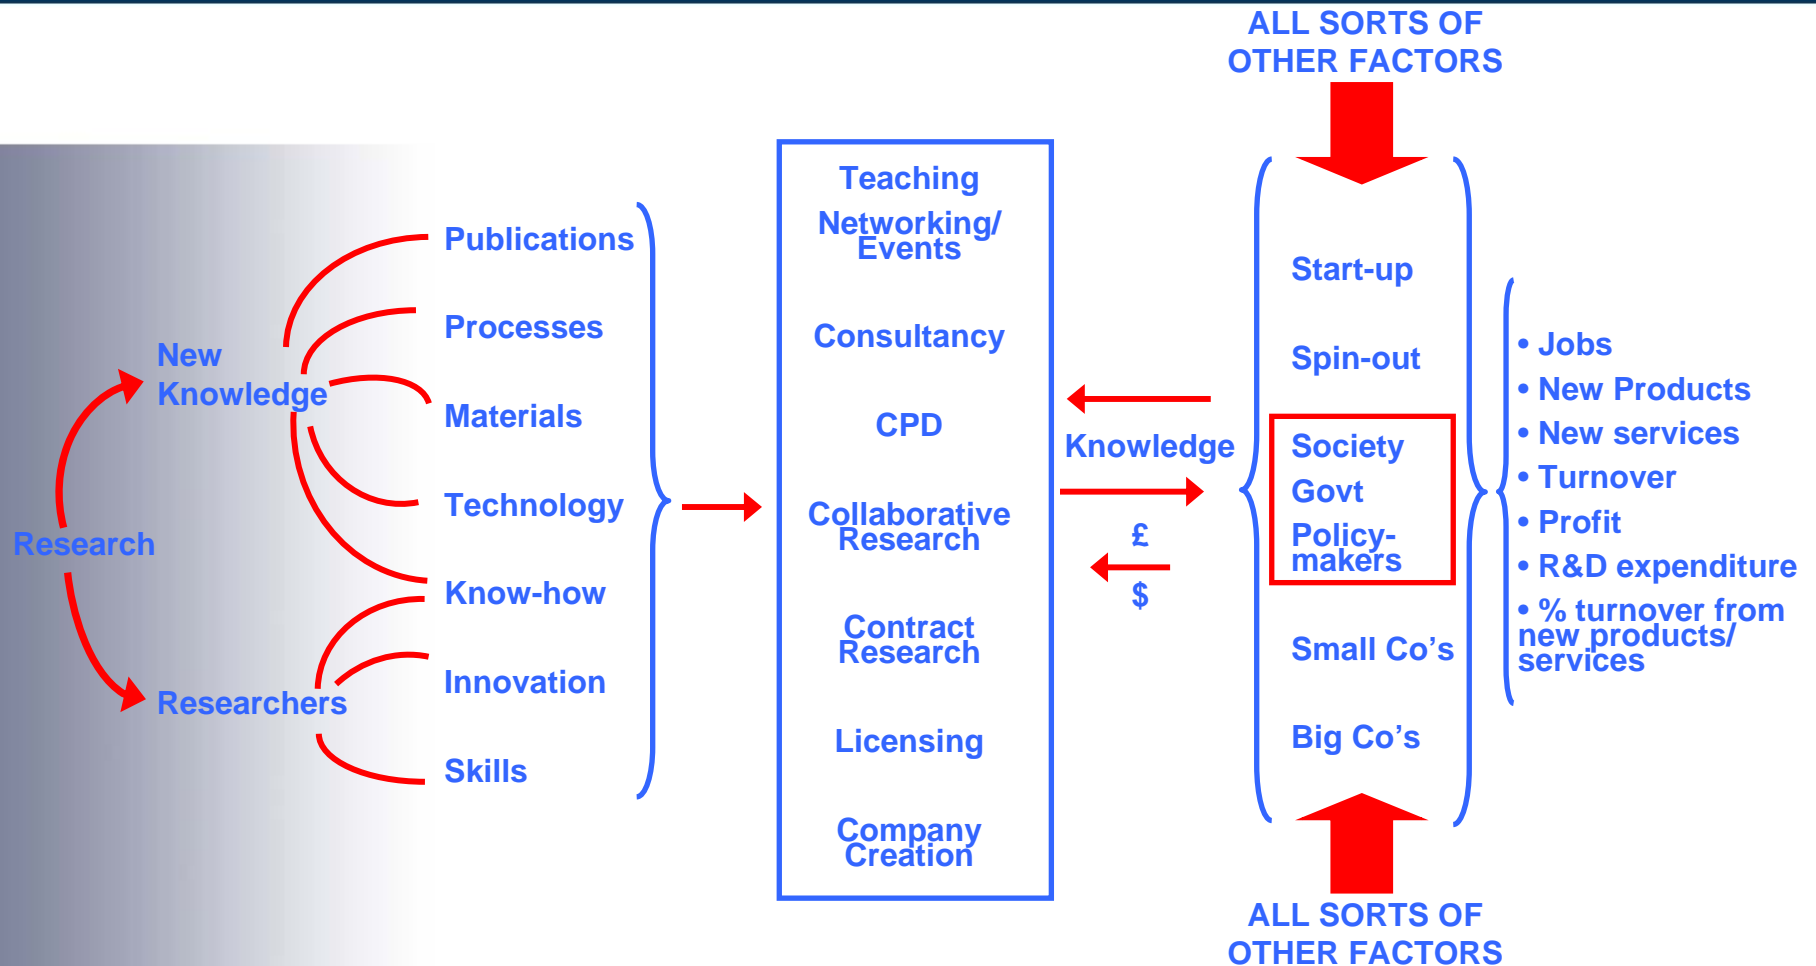 ALL SORTS OF
OTHER FACTORS
Research
New
Knowledge
Researchers
Publications
Processes
Materials
Technology
Know-how
Innovation
Skills
Teaching
Networking/
Events
Consultancy
CPD
Collaborative
Research
Contract
Research
Licensing
Company
Creation
Knowledge
£
$
Start-up
Spin-out
Society
Govt
Policy-
makers
Small Co’s
Big Co’s
• Jobs
• New Products
• New services
• Turnover
• Profit
• R&D expenditure
• % turnover from
new products/
services
ALL SORTS OF
OTHER FACTORS